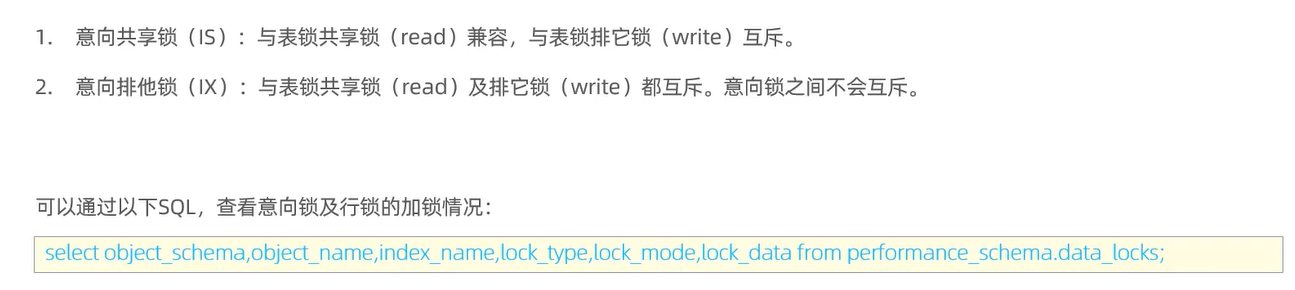 1. 意向共享锁（IS）：与表锁共享锁（read）兼容，与表锁排它锁（write）互斥。
2. 意向排他锁（IX）：与表锁共享锁（read）及排它锁（write）都互斥。意向锁之间不会互斥。
可以通过以下SQL，查看意向锁及行锁的加锁情况：
select object_schema,object_name,index_name,lock_type,lock_mode,lock_data from performance_schema.data_locks;